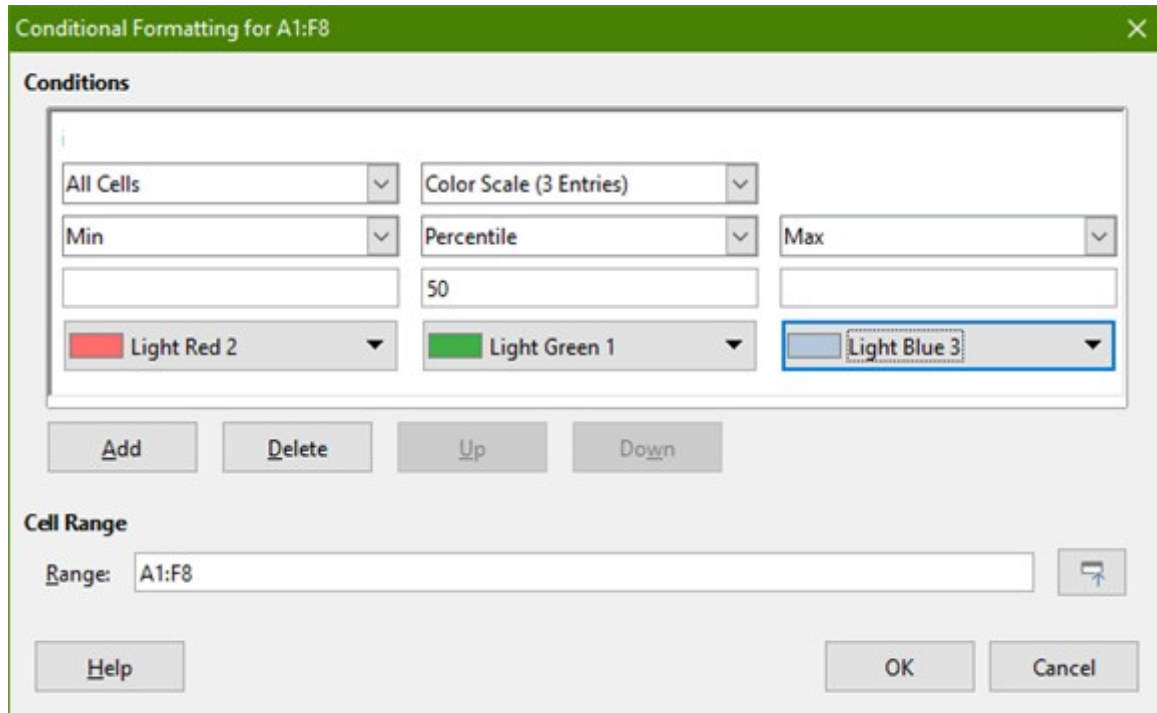 Conditional Formatting for A1:F8
Conditions
All Cells Color Scale (3 Entries)
Min Percentile Max
50
Light Red 2 Light Green 1 Light Blue 3
Add Delete Up Down
Cell Range
Range: A1:F8
Help OK Cancel